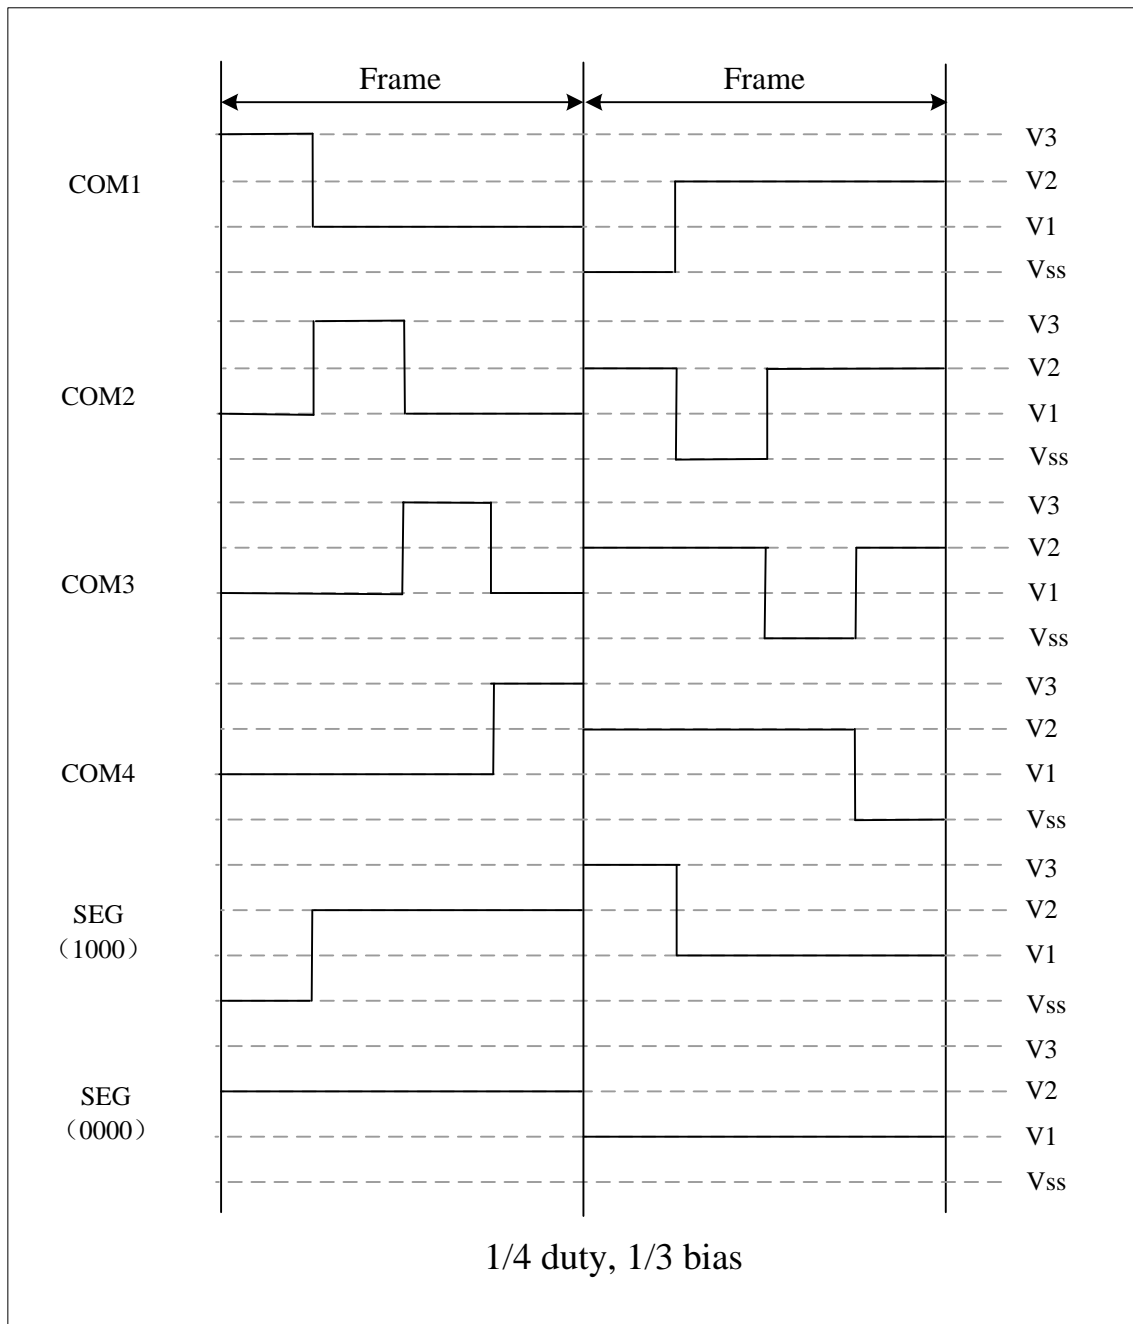 Frame Frame
V3
COM1 V2
V1
Vss
V3
V2
COM2 V1
Vss
V3
V2
COM3 V1
Vss
V3
V2
COM4 V1
Vss
V3
SEG V2
（1000） V1
Vss
V3
SEG V2
（0000） V1
Vss
1/4 duty, 1/3 bias